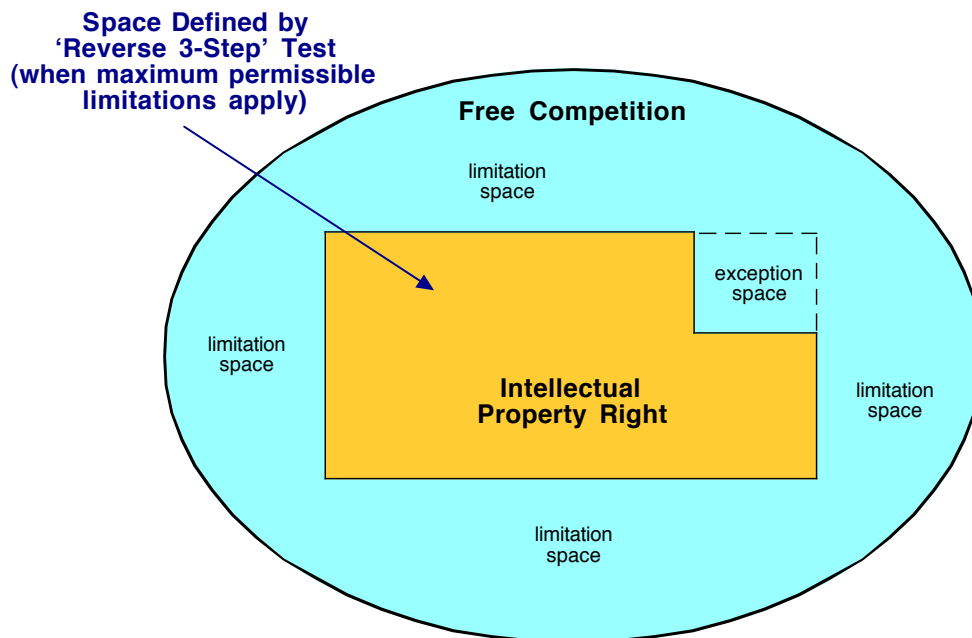 Space Defined by
‘Reverse 3-Step’ Test
(when maximum permissible
limitations apply)
Free Competition
limitation
space
exception
space
limitation
space
Intellectual
Property Right
limitation
space
limitation
space